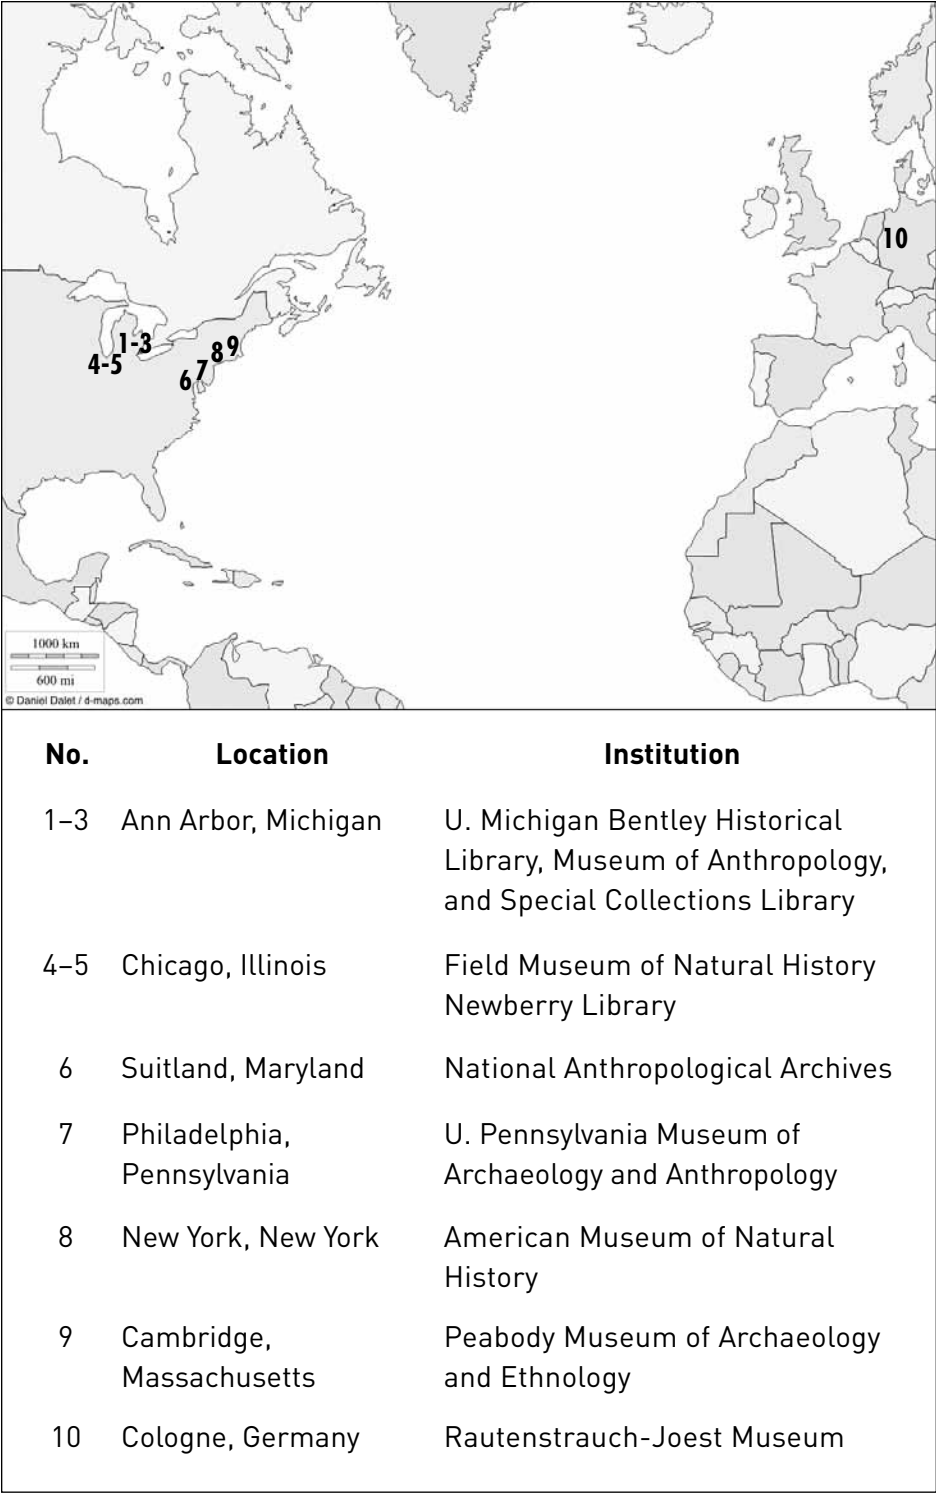 10
1-3
4-5
8 9
7
6
1000 km
600 mi
© Daniel Dalet / d-maps.com
No. Location Institution
1–3 Ann Arbor, Michigan U. Michigan Bentley Historical
Library, Museum of Anthropology,
and Special Collections Library
4–5 Chicago, Illinois Field Museum of Natural History
Newberry Library
6 Suitland, Maryland National Anthropological Archives
7 Philadelphia, U. Pennsylvania Museum of
Pennsylvania Archaeology and Anthropology
8 New York, New York American Museum of Natural
History
9 Cambridge, Peabody Museum of Archaeology
Massachusetts and Ethnology
10 Cologne, Germany Rautenstrauch-Joest Museum